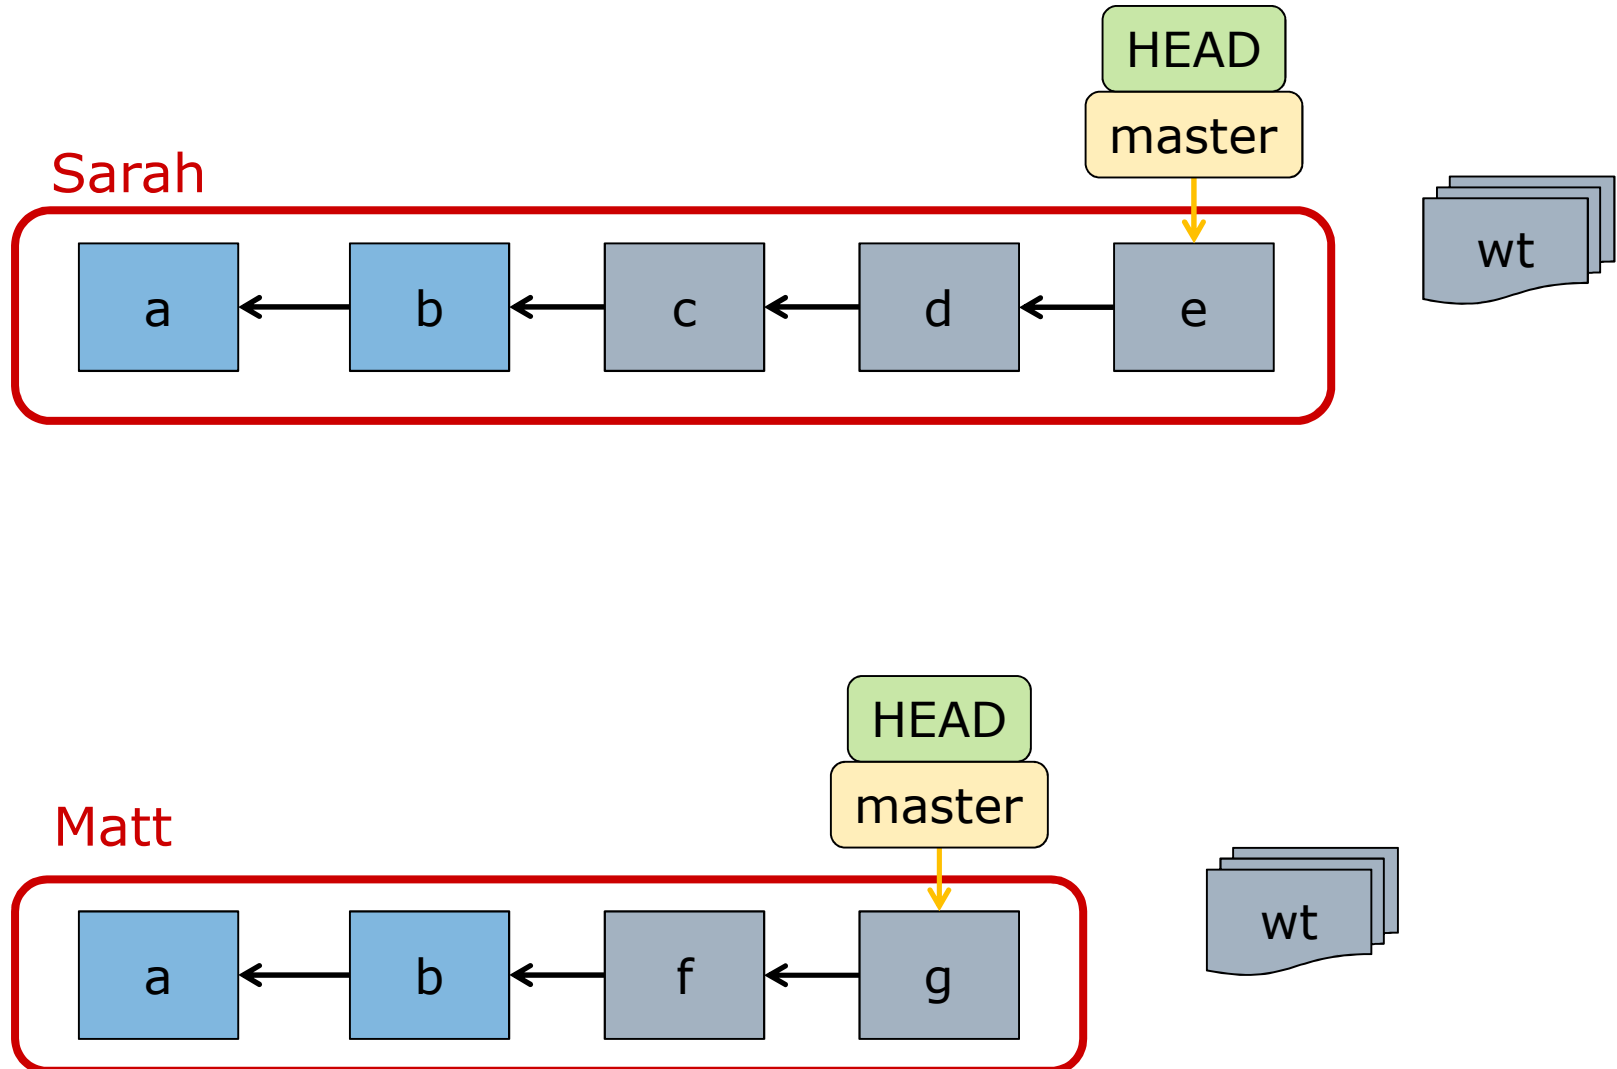 HEAD
master
Sarah
a b c d e
wt
HEAD
master
Matt
a b f g
wt